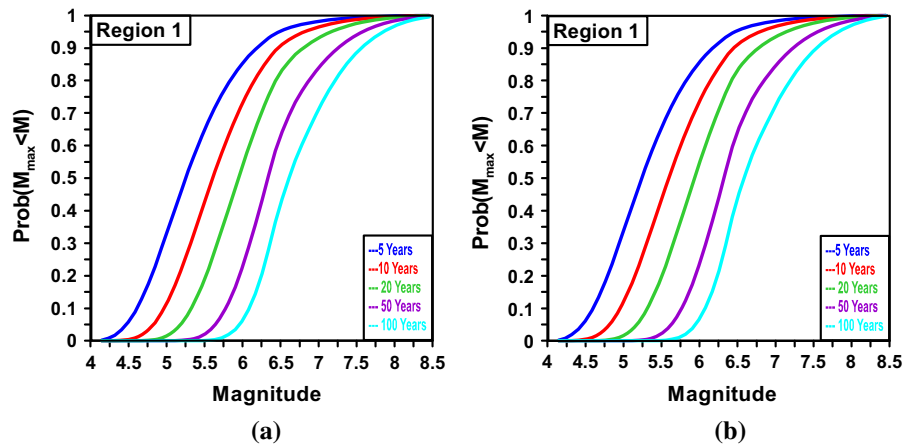 Region 1
Prob(Mmax<M)
1
0.9
0.8
0.7
0.6
0.5
0.4
0.3
0.2
0.1
0
---5 Years
---10 Years
---20 Years
---50 Years
---100 Years
4 4.5 5 5.5 6 6.5 7 7.5 8 8.5
Magnitude
(a)
Region 1
Prob(Mmax<M)
1
0.9
0.8
0.7
0.6
0.5
0.4
0.3
0.2
0.1
0
---5 Years
---10 Years
---20 Years
---50 Years
---100 Years
4 4.5 5 5.5 6 6.5 7 7.5 8 8.5
Magnitude
(b)